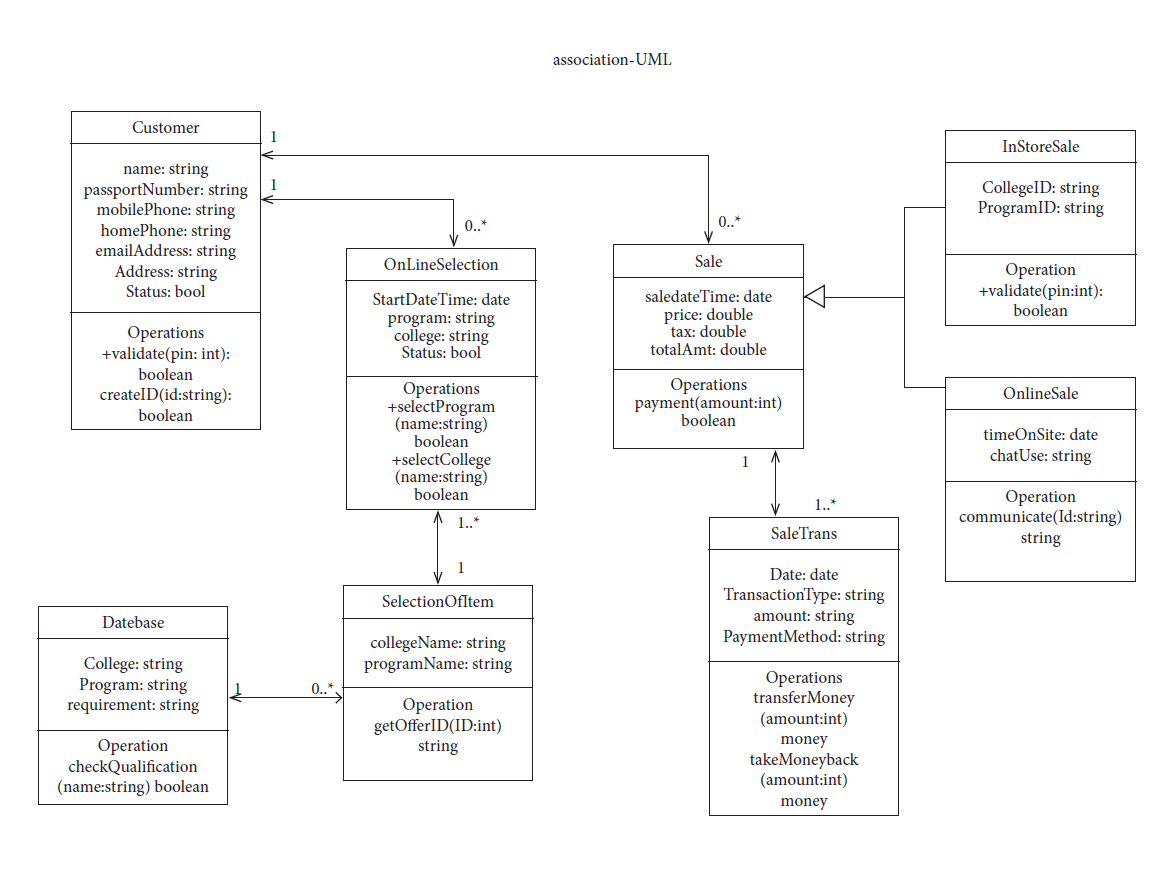 association-UML
Customer
name: string
passportNumber: string
mobilePhone: string
homePhone: string
emailAddress: string
Address: string
Status: bool
Operations
+validate(pin: int):
boolean
createID(id:string):
boolean
1
1
0..*
0..*
OnLineSelection
StartDateTime: date
program: string
college: string
Status: bool
Operations
+selectProgram
(name:string)
boolean
+selectCollege
(name:string)
boolean
1..*
1
Sale
saledateTime: date
price: double
tax: double
totalAmt: double
Operations
payment(amount:int)
boolean
1
1..*
InStoreSale
CollegeID: string
ProgramID: string
Operation
+validate(pin:int):
boolean
OnlineSale
timeOnSite: date
chatUse: string
Operation
communicate(Id:string)
string
SaleTrans
Date: date
TransactionType: string
amount: string
PaymentMethod: string
Operations
transferMoney
(amount:int)
money
takeMoneyback
(amount:int)
money
SelectionOfItem
collegeName: string
programName: string
Operation
getOfferID(ID:int)
string
Datebase
College: string
Program: string
requirement: string
Operation
checkQualification
(name:string) boolean
1
0..*